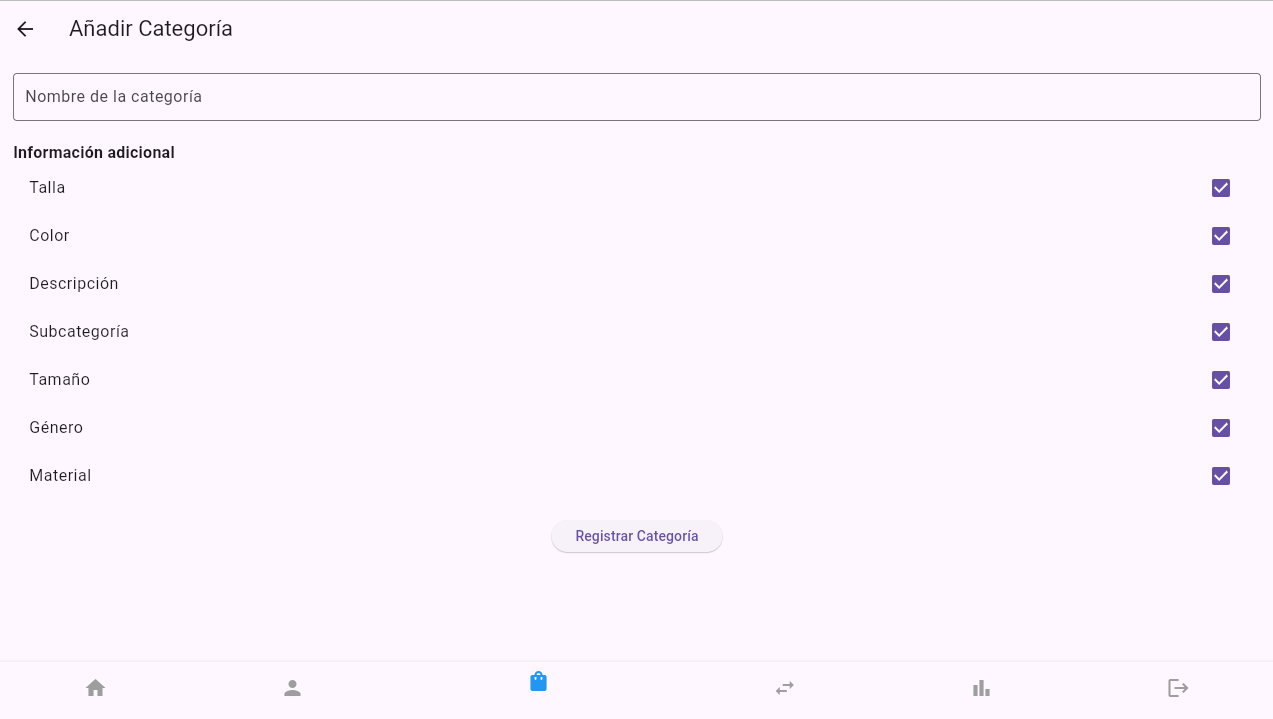 Añadir Categoría
Nombre de la categoría
Información adicional
Talla
Color
Descripción
Subcategoría
Tamaño
Género
Material
Registrar Categoría